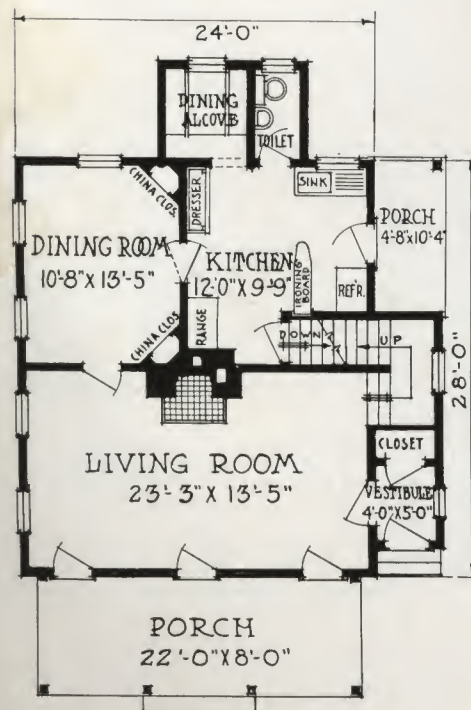 24'-0"
DINING
ALCOVE
TOILET
CHINA CLOS.
DRESSER
SINK
PORCH
4'-8"X10'-4"
DINING ROOM
10'-8"X 13'-5"
KITCHEN
12'0"X 9'-9"
IRONING
BOARD
REF'R.
28'-0"
CHINA CLOS.
RANGE
DOWN
UP
CLOSET
LIVING ROOM
23'-3"X 13'-5"
VESTIBULE
4'-0"X5'-0"
PORCH
22'-0"X8'-0"